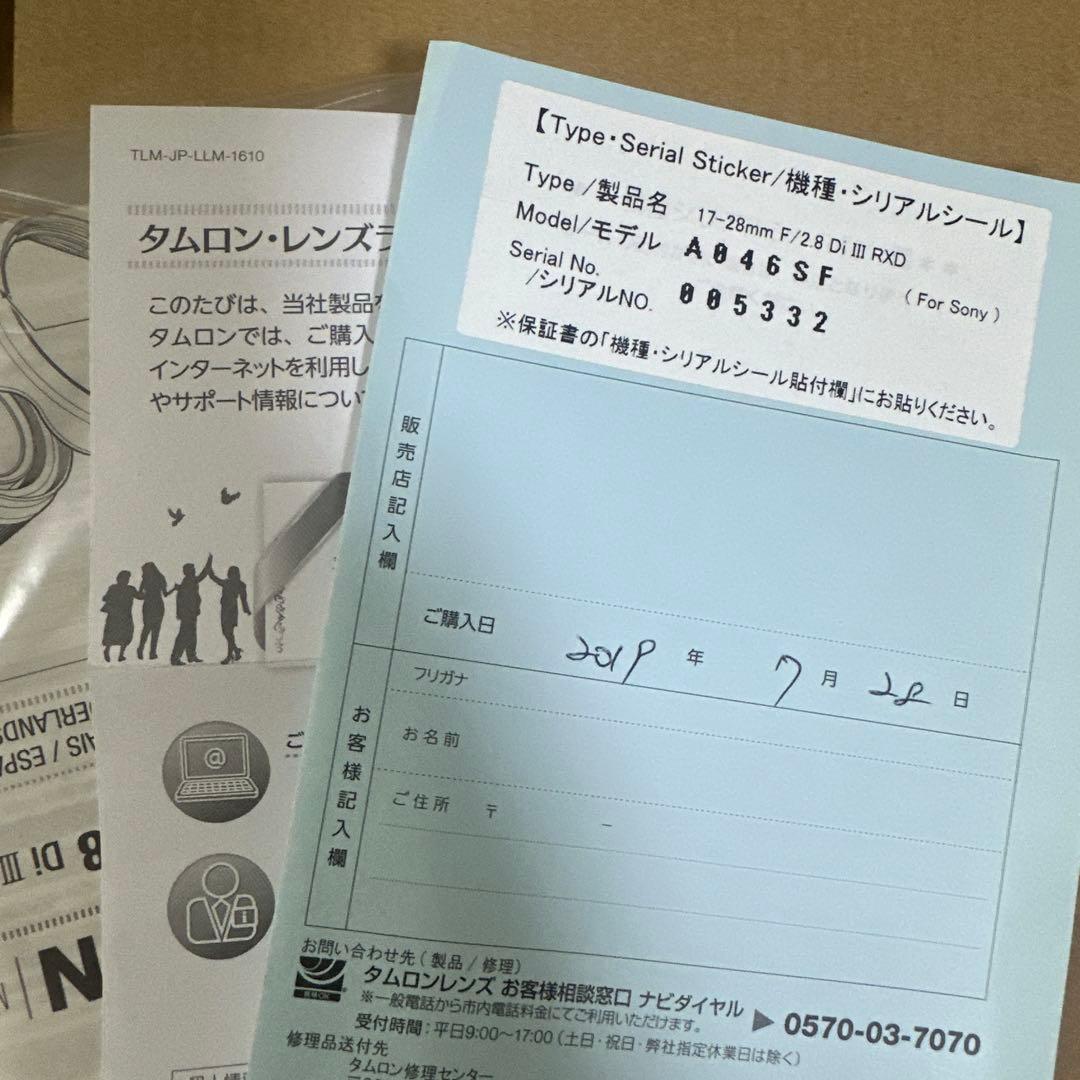 TLM-JP-LLM-1610
タムロン・レンズラ
このたびは、当社製品を
タムロンでは、ご購入
インターネットを利用し
やサポート情報につい
ご
【Type・Serial Sticker/機種・シリアルシール】
Type /製品名 17-28mm F/2.8 Di III RXD
Model/モデル A046SF ( For Sony )
Serial No.
/シリアルNO. 005332
※保証書の「機種・シリアルシール貼付欄」にお貼りください。
販売店記入欄
ご購入日 2019 年 7 月 28 日
お客様記入欄
フリガナ
お名前
ご住所 〒 –
お問い合わせ先 ( 製品 / 修理)
タムロンレンズ お客様相談窓口 ナビダイヤル
※一般電話から市内電話料金にてご利用いただけます。
▶ 0570-03-7070
受付時間 : 平日9:00～17:00 (土日・祝日・弊社指定休業日は除く)
修理品送付先
タムロン修理センター
ERLANDS
AIS / ESPA
Di III
N